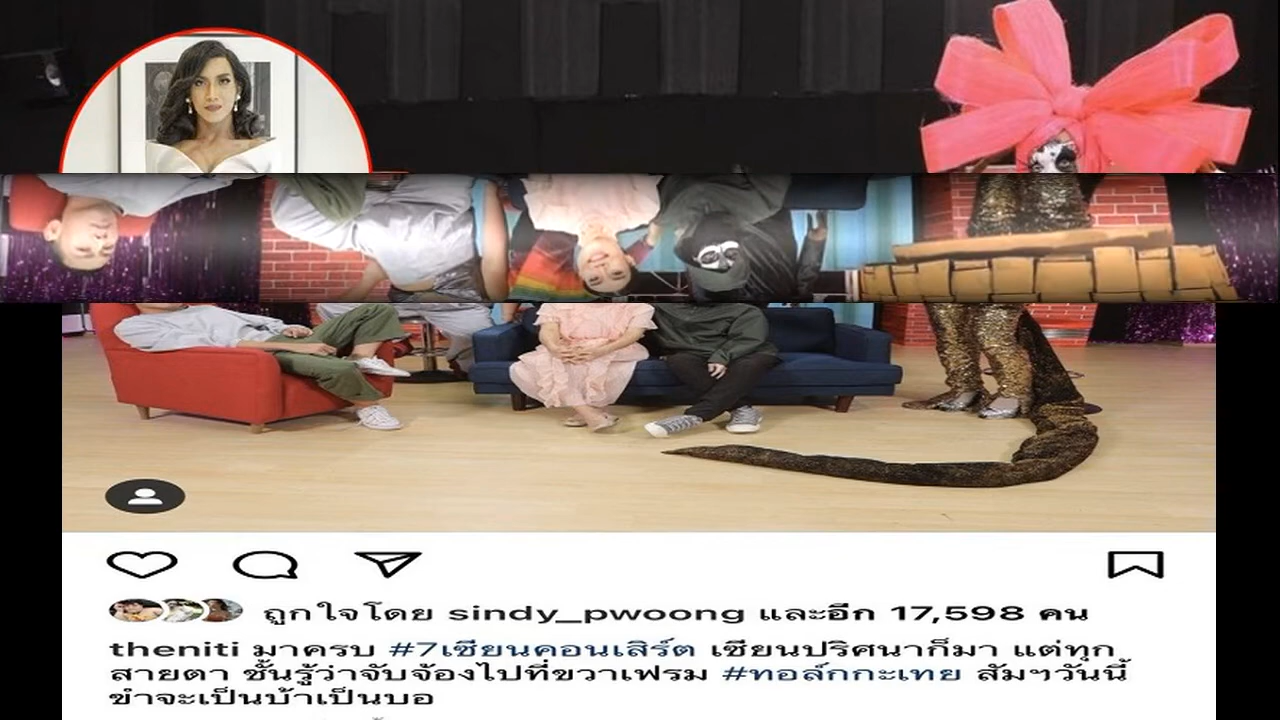 ถูกใจโดย sindy_pwoong และอีก 17,598 คน
theniti มาครบ #7เซียนคอนเสิร์ต เซียนปริศนาก็มา แต่ทุก
สายตา ชั้นรู้ว่าจับจ้องไปที่ขวาเฟรม #ทอล์กกะเทย สัมฯวันนี้
ขำจะเป็นบ้าเป็นบอ